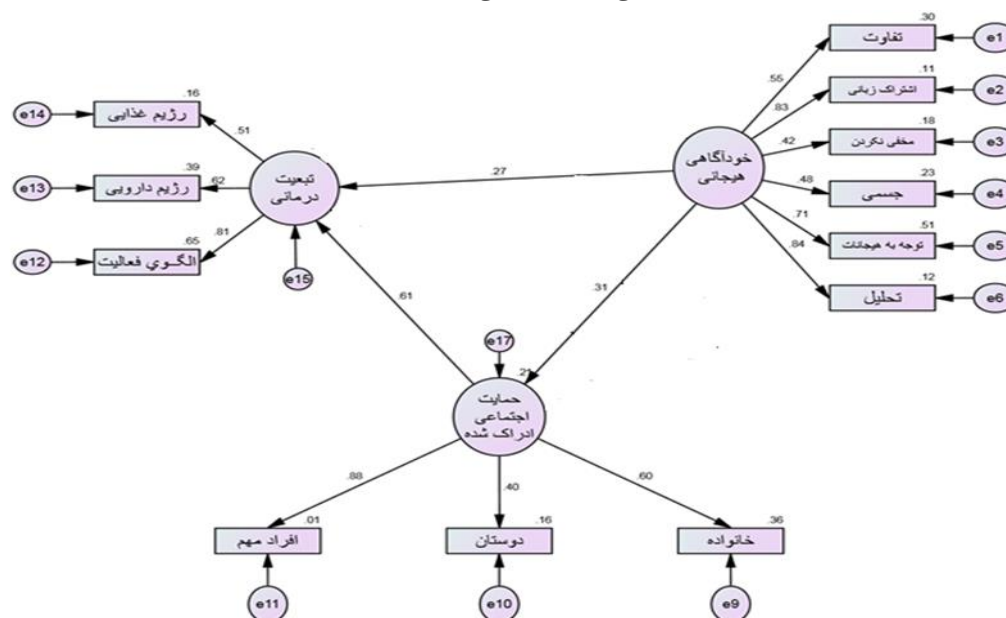 .30
تفاوت
e1
.55
.11
اشتراک زبانی
e2
.83
.16
رژیم غذایی
e14
.51
.18
مخفی نکردن
e3
.42
خودآگاهی
هیجانی
.27
.39
رژیم دارویی
e13
.62
تبعیت
درمانی
.23
جسمی
e4
.48
.51
توجه به هیجانات
e5
.71
.65
الگوي فعالیت
e12
.81
e15
.12
تحلیل
e6
.84
.61
.31
e17
.21
حمایت
اجتماعی
ادراک شده
.88
.40
.60
.01
افراد مهم
.16
دوستان
.36
خانواده
e11
e10
e9